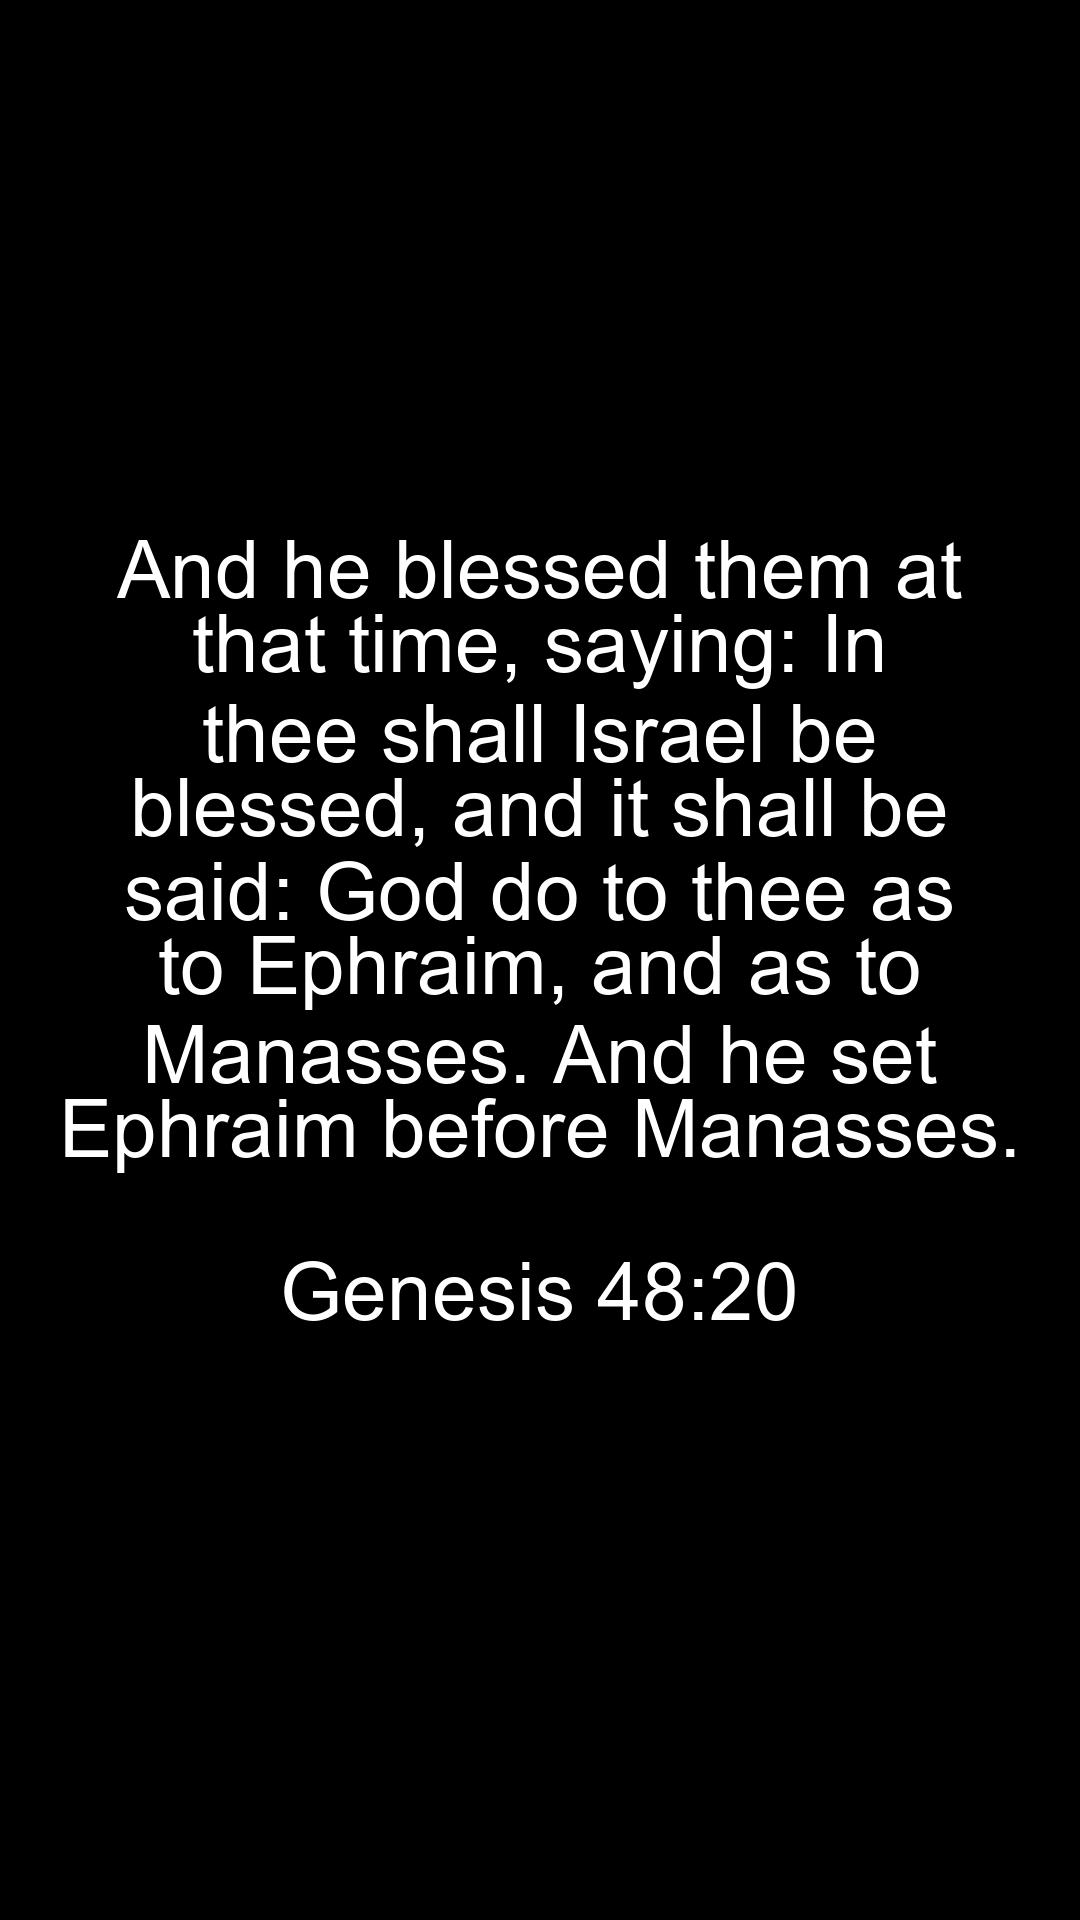 And he blessed them at
that time, saying: In
thee shall Israel be
blessed, and it shall be
said: God do to thee as
to Ephraim, and as to
Manasses. And he set
Ephraim before Manasses.
Genesis 48:20